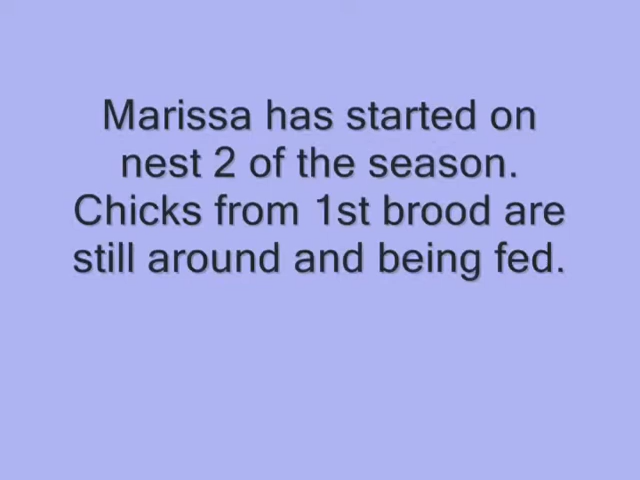 Marissa has started on
nest 2 of the season.
Chicks from 1st brood are
still around and being fed.